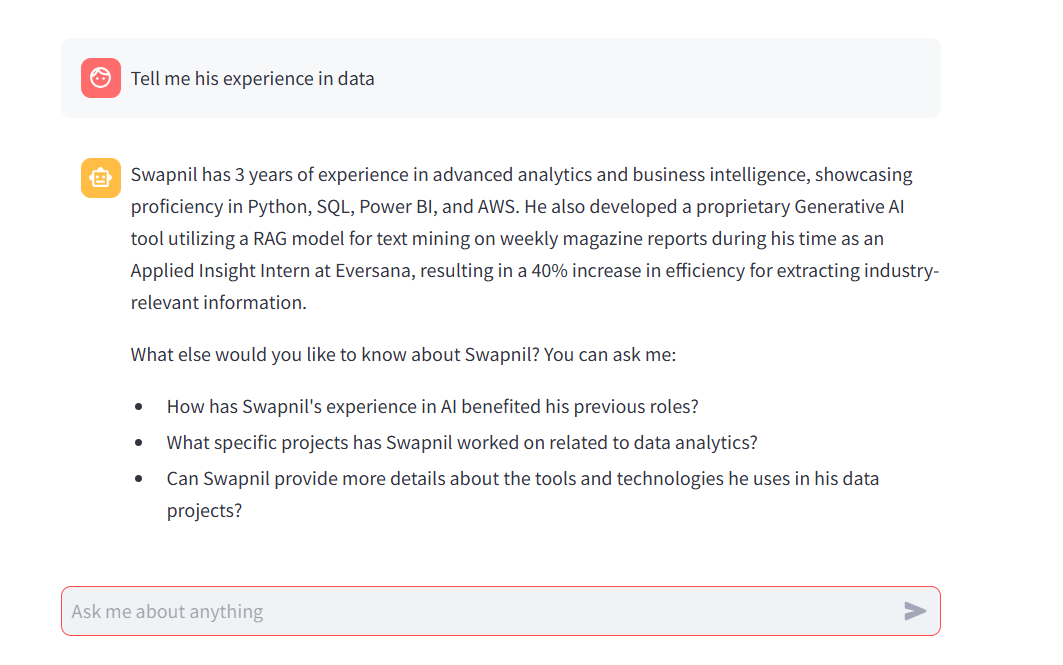 Tell me his experience in data
Swapnil has 3 years of experience in advanced analytics and business intelligence, showcasing
proficiency in Python, SQL, Power BI, and AWS. He also developed a proprietary Generative AI
tool utilizing a RAG model for text mining on weekly magazine reports during his time as an
Applied Insight Intern at Eversana, resulting in a 40% increase in efficiency for extracting industry-
relevant information.
What else would you like to know about Swapnil? You can ask me:
• How has Swapnil's experience in AI benefited his previous roles?
• What specific projects has Swapnil worked on related to data analytics?
• Can Swapnil provide more details about the tools and technologies he uses in his data
projects?
Ask me about anything